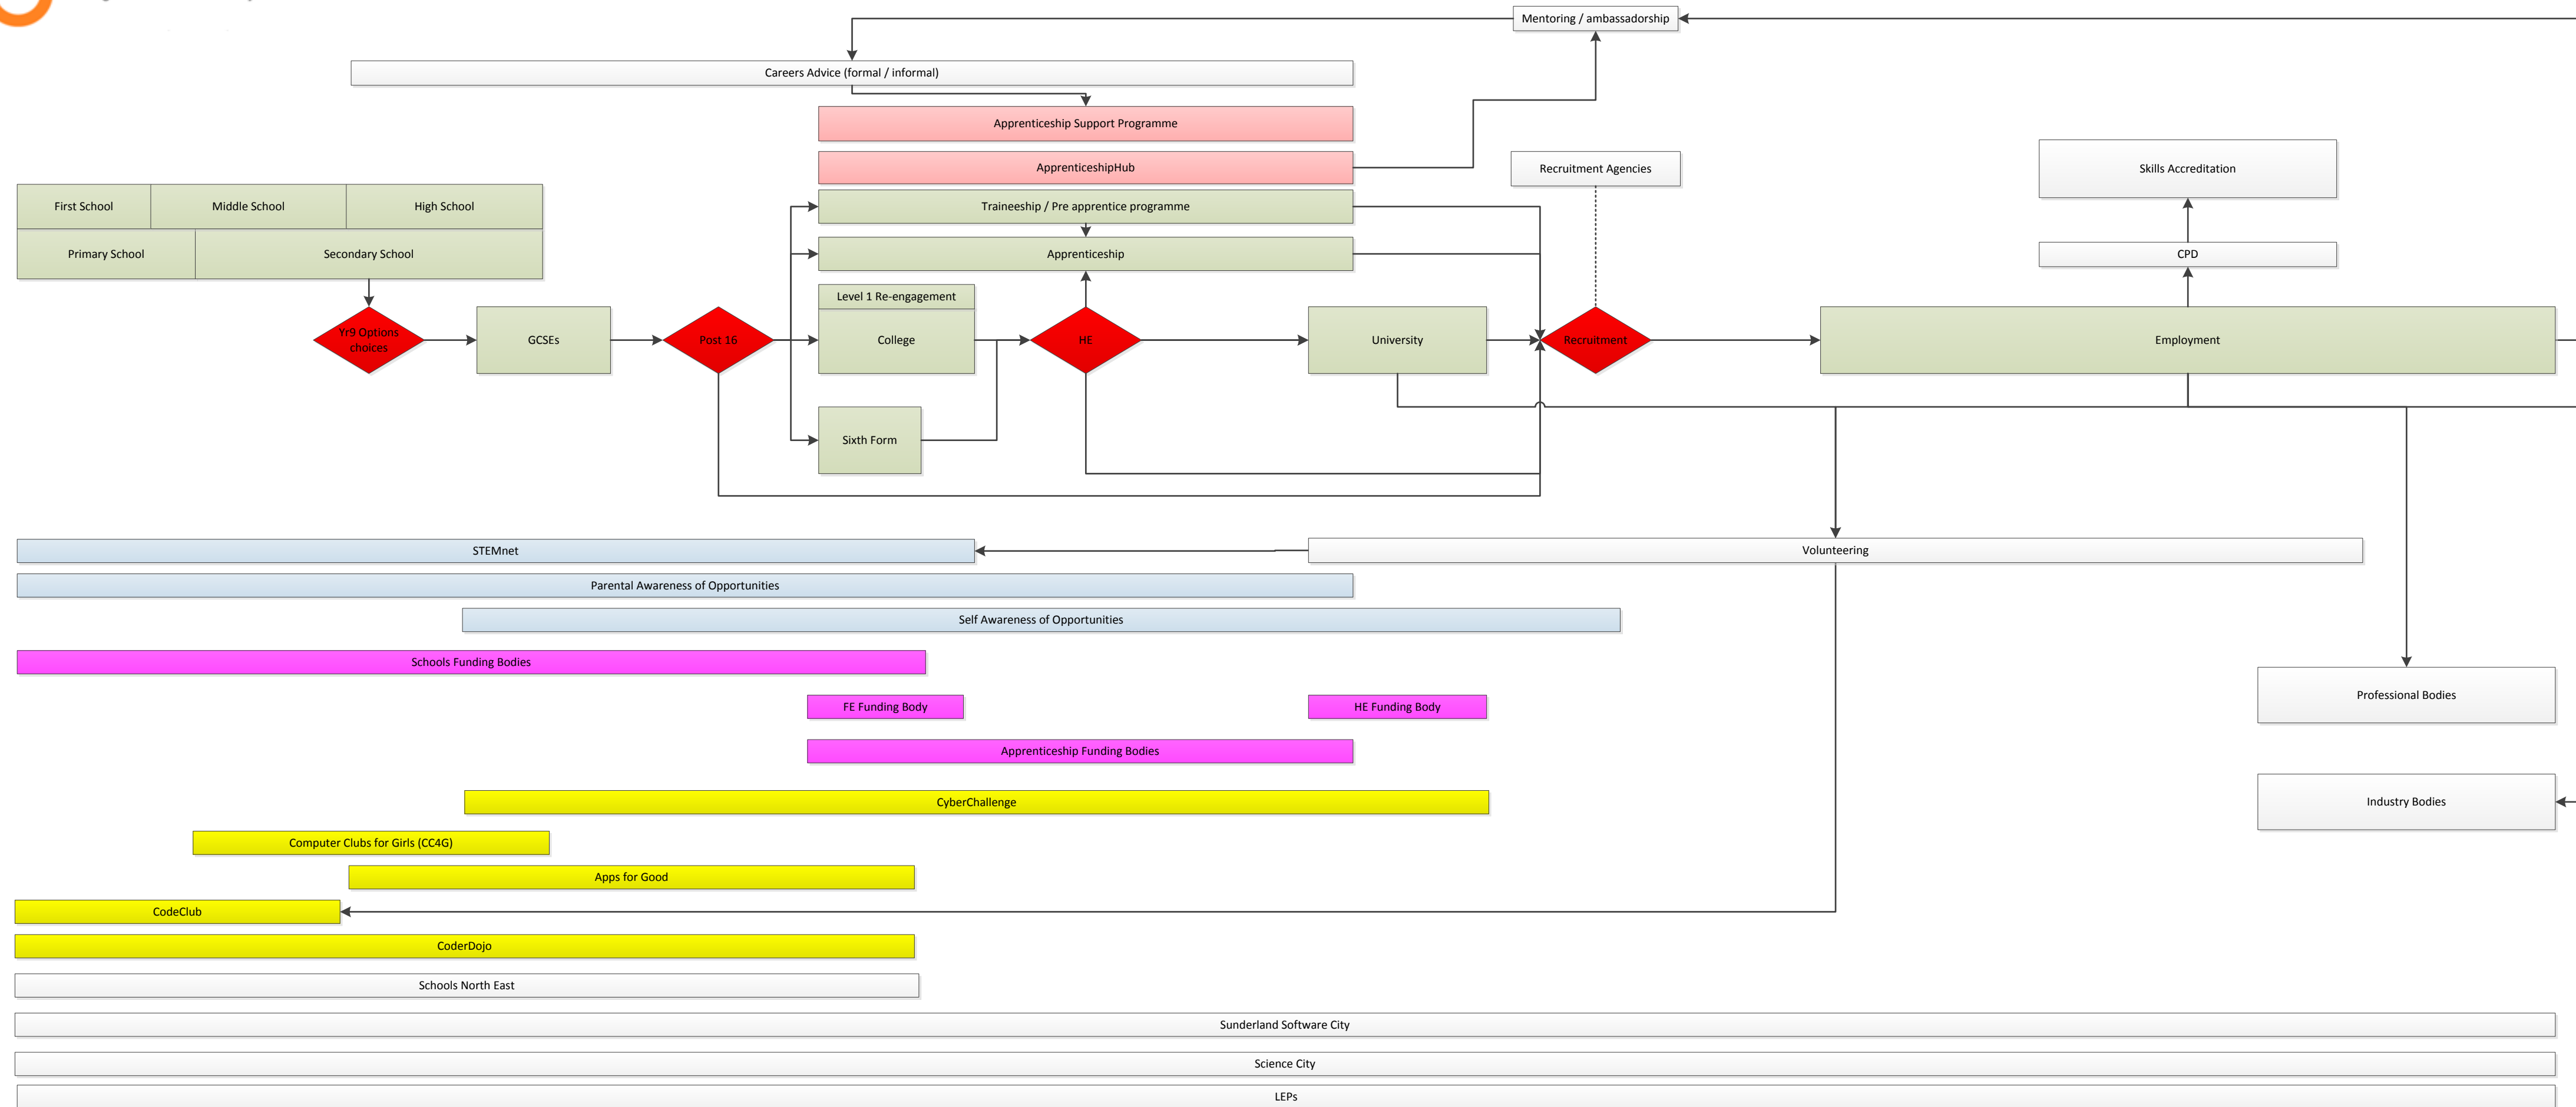 Mentoring / ambassadorship
Careers Advice (formal / informal)
Apprenticeship Support Programme
ApprenticeshipHub
Recruitment Agencies
Skills Accreditation
First School
Middle School
High School
Traineeship / Pre apprentice programme
Primary School
Secondary School
Apprenticeship
CPD
Level 1 Re-engagement
Yr9 Options
choices
GCSEs
Post 16
College
HE
University
Recruitment
Employment
Sixth Form
STEMnet
Volunteering
Parental Awareness of Opportunities
Self Awareness of Opportunities
Schools Funding Bodies
Professional Bodies
FE Funding Body
HE Funding Body
Apprenticeship Funding Bodies
CyberChallenge
Industry Bodies
Computer Clubs for Girls (CC4G)
Apps for Good
CodeClub
CoderDojo
Schools North East
Sunderland Software City
Science City
LEPs